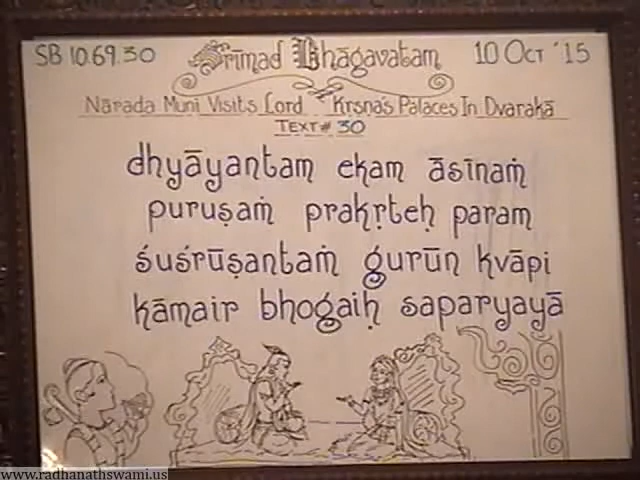 SB 10.69.30 Śrīmad Bhāgavatam 10 Oct '15
Nārada Muni Visits Lord Kṛṣṇa's Palaces In Dvarakā
Text# 30
dhyāyantam ekam āsīnaṁ
puruṣaṁ prakṛteḥ param
śuśrūṣantaṁ gurūn kvāpi
kāmair bhogaiḥ saparyayā
www.radhanathswami.us